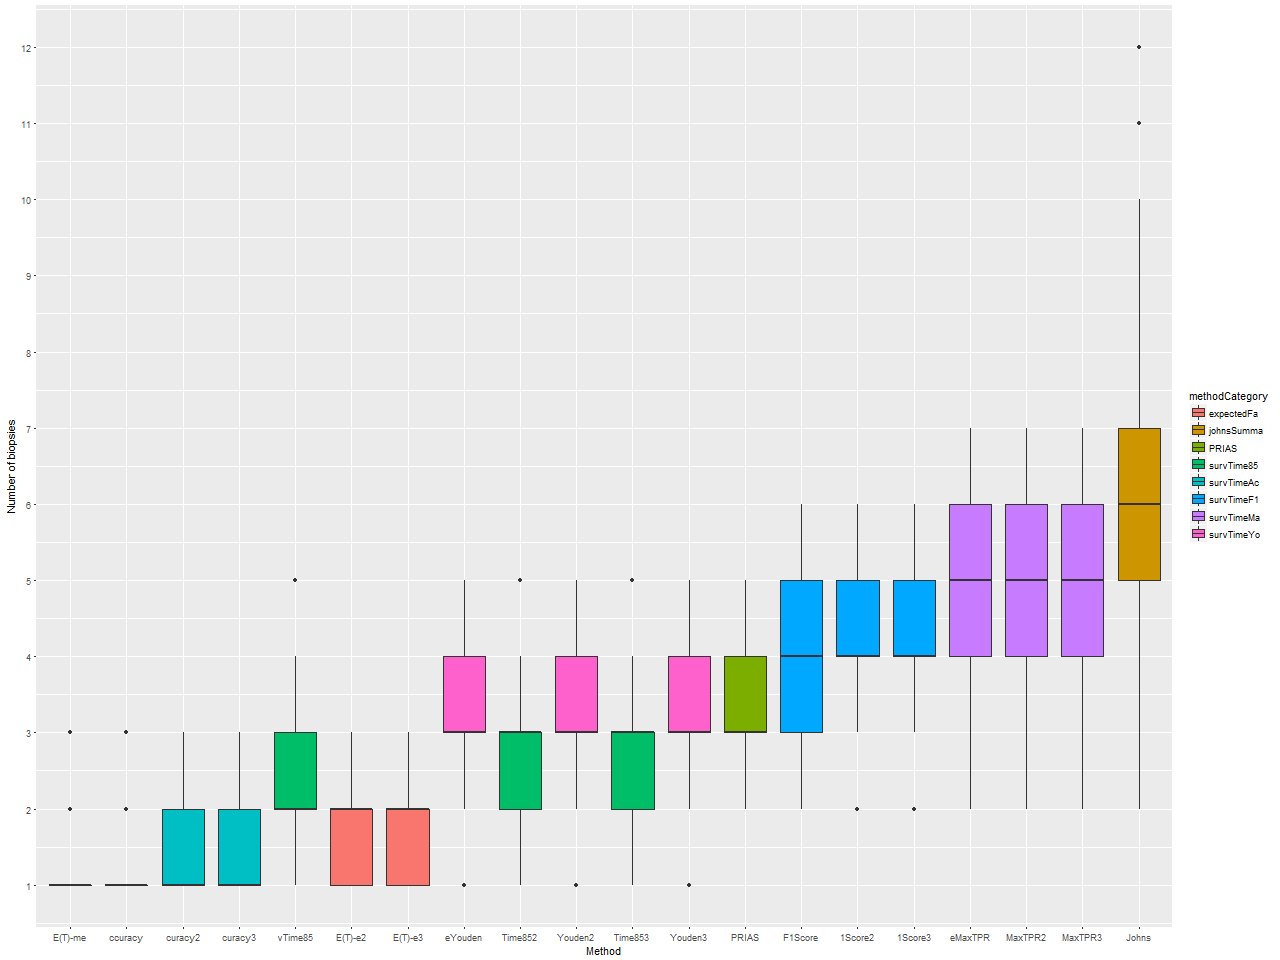 12
11
10
9
8
7
6
5
4
3
2
1
Number of biopsies
E(T)-me ccuracy curacy2 curacy3 vTime85 E(T)-e2 E(T)-e3 eYouden Time852 Youden2 Time853 Youden3 PRIAS F1Score 1Score2 1Score3 eMaxTPR MaxTPR2 MaxTPR3 Johns
Method
methodCategory
expectedFa
johnsSumma
PRIAS
survTime85
survTimeAc
survTimeF1
survTimeMa
survTimeYo